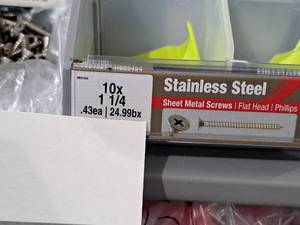 10x
1 1/4
.43ea | 24.99bx
Stainless Steel
Sheet Metal Screws | Flat Head | Phillips